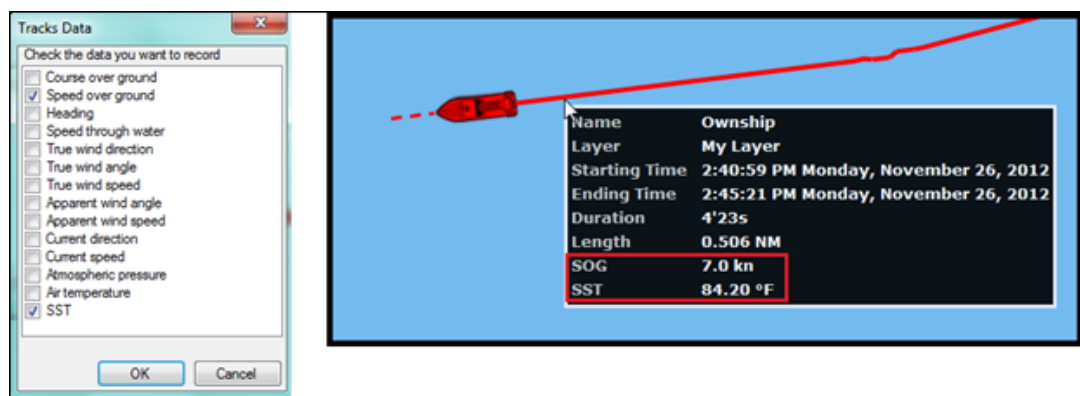 Tracks Data
Check the data you want to record
Course over ground
Speed over ground
Heading
Speed through water
True wind direction
True wind angle
True wind speed
Apparent wind angle
Apparent wind speed
Current direction
Current speed
Atmospheric pressure
Air temperature
SST
OK Cancel
Name Ownship
Layer My Layer
Starting Time 2:40:59 PM Monday, November 26, 2012
Ending Time 2:45:21 PM Monday, November 26, 2012
Duration 4'23s
Length 0.506 NM
SOG 7.0 kn
SST 84.20 °F